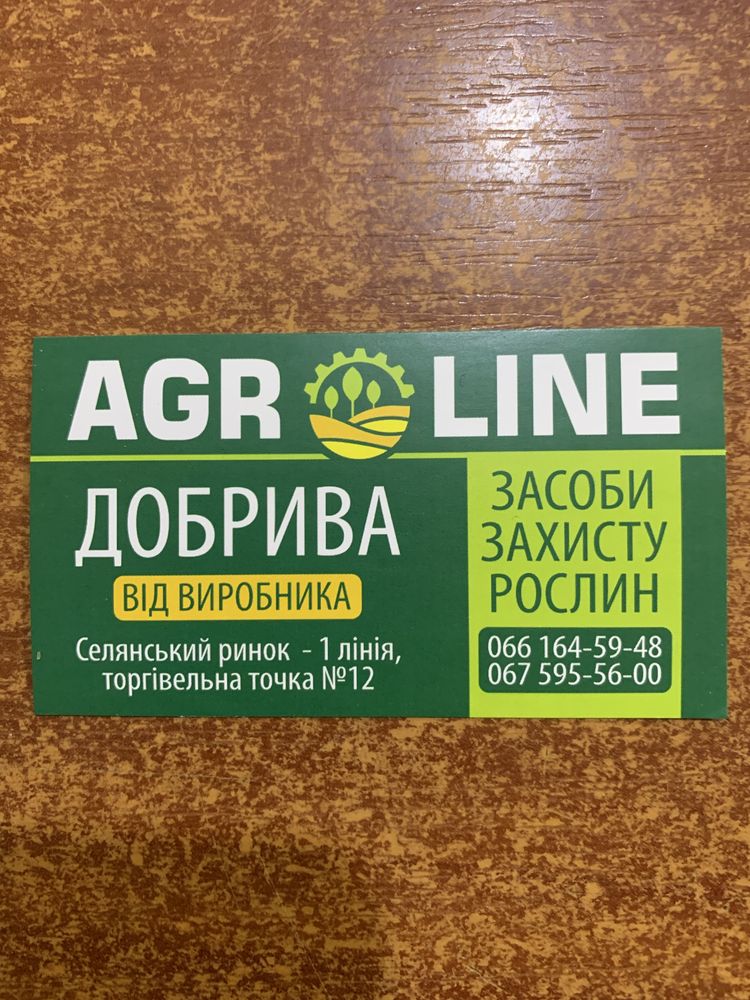 AGR LINE
ДОБРИВА
ВІД ВИРОБНИКА
Селянський ринок - 1 лінія,
торгівельна точка №12
ЗАСОБИ
ЗАХИСТУ
РОСЛИН
066 164-59-48
067 595-56-00